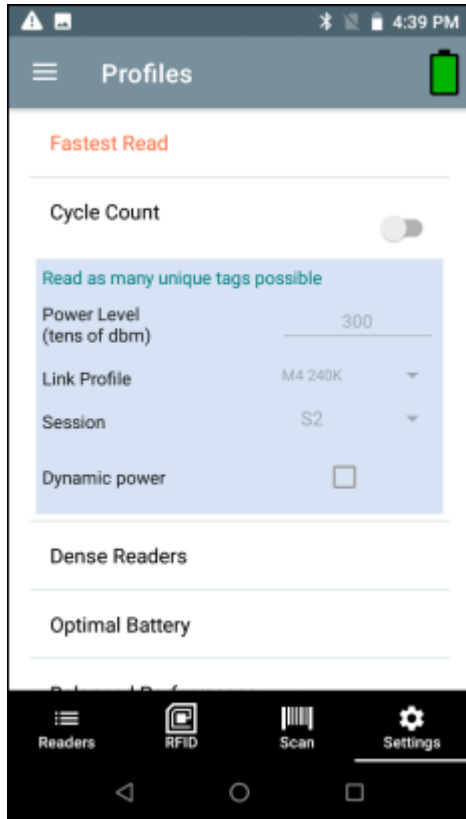 4:39 PM
Profiles
Fastest Read
Cycle Count
Read as many unique tags possible
Power Level
(tens of dbm)
300
Link Profile
M4 240K
Session
S2
Dynamic power
Dense Readers
Optimal Battery
Readers
RFID
Scan
Settings